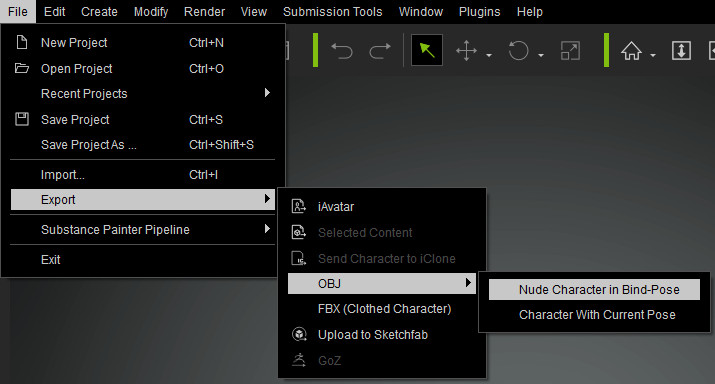 File Edit Create Modify Render View Submission Tools Window Plugins Help
New Project Ctrl+N
Open Project Ctrl+O
Recent Projects
Save Project Ctrl+S
Save Project As ... Ctrl+Shift+S
Import... Ctrl+I
Export
Substance Painter Pipeline
Exit
iAvatar
Selected Content
Send Character to iClone
OBJ
FBX (Clothed Character)
Upload to Sketchfab
GoZ
Nude Character in Bind-Pose
Character With Current Pose